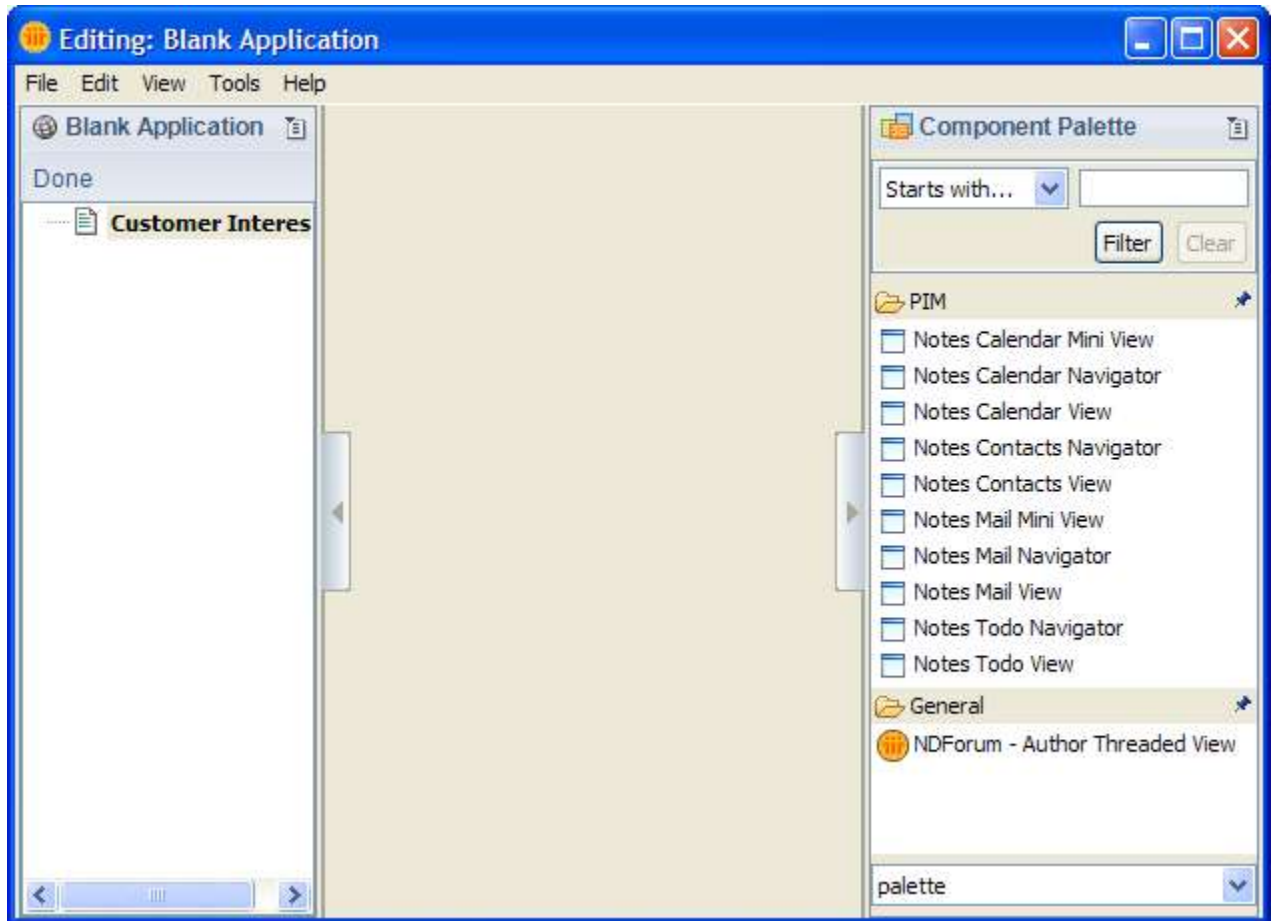 Editing: Blank Application
File Edit View Tools Help
Blank Application
Done
Customer Interes
Component Palette
Starts with...
Filter Clear
PIM
Notes Calendar Mini View
Notes Calendar Navigator
Notes Calendar View
Notes Contacts Navigator
Notes Contacts View
Notes Mail Mini View
Notes Mail Navigator
Notes Mail View
Notes Todo Navigator
Notes Todo View
General
NDForum - Author Threaded View
palette